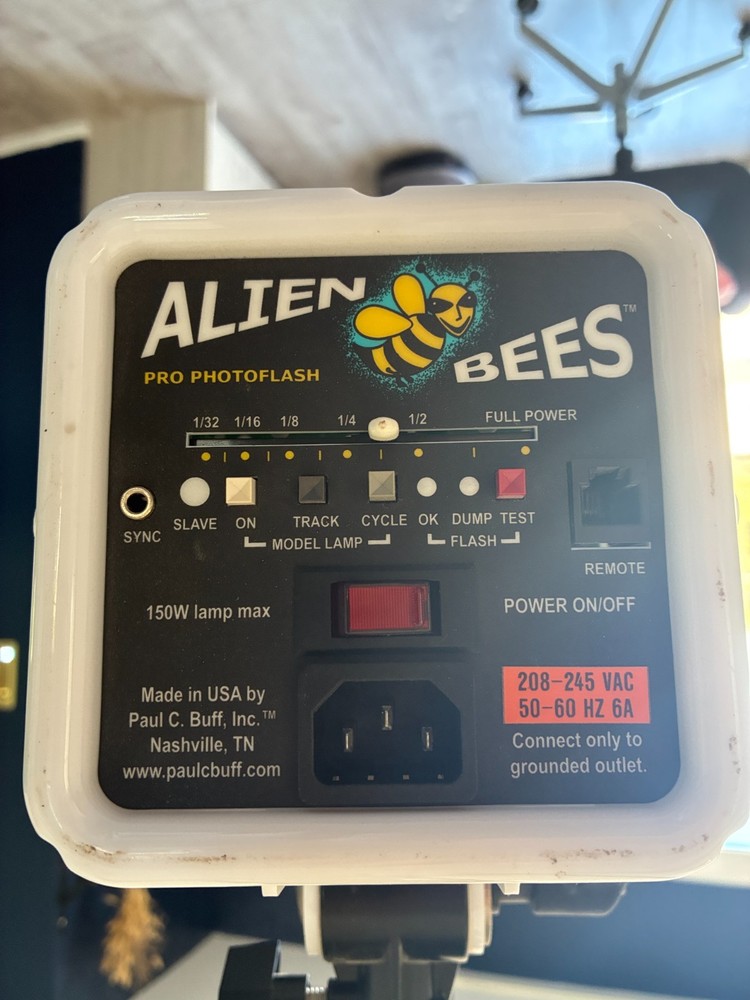 ALIEN
BEES™
PRO PHOTOFLASH
1/32 1/16 1/8 1/4 1/2 FULL POWER
SYNC SLAVE ON TRACK CYCLE OK DUMP TEST
MODEL LAMP FLASH
REMOTE
150W lamp max
POWER ON/OFF
Made in USA by
Paul C. Buff, Inc.™
Nashville, TN
www.paulcbuff.com
208-245 VAC
50-60 HZ 6A
Connect only to
grounded outlet.